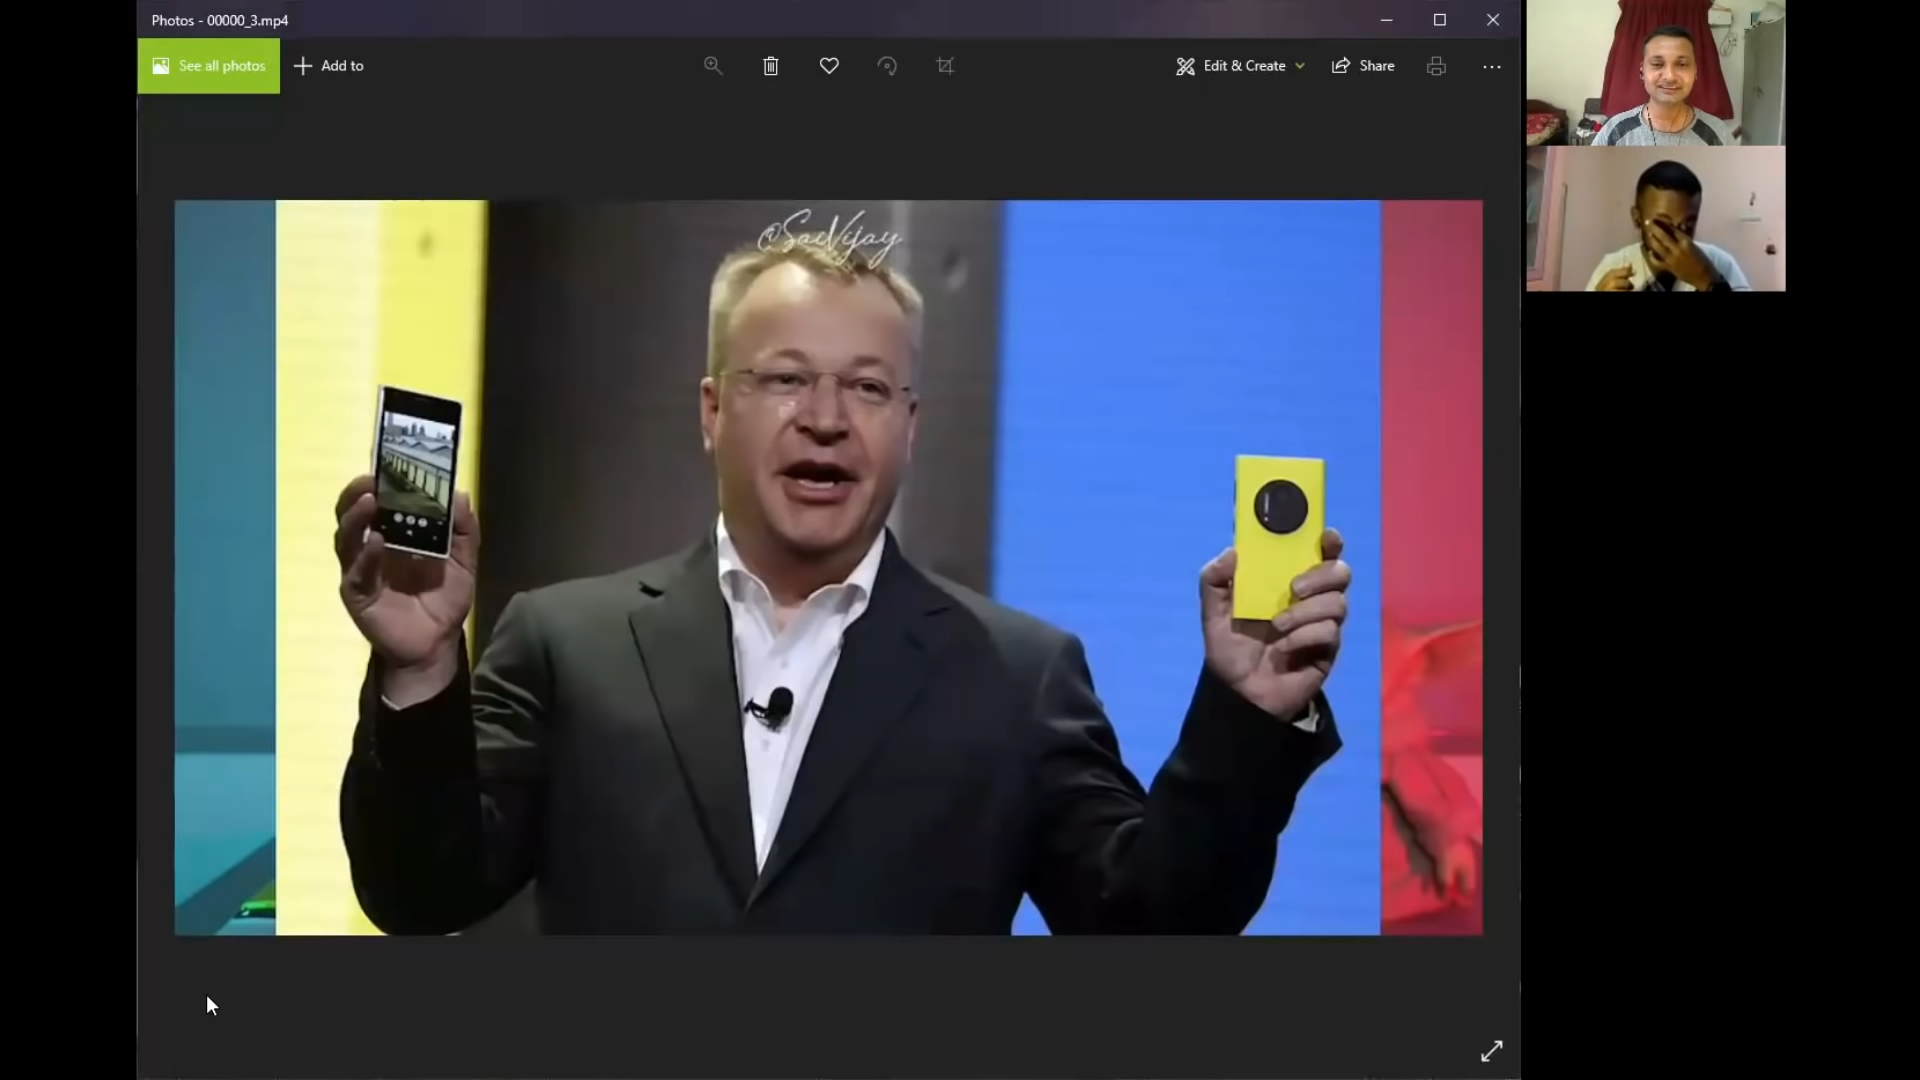 Photos - 00000_3.mp4
See all photos
Add to
Edit & Create
Share
@SaiVijay